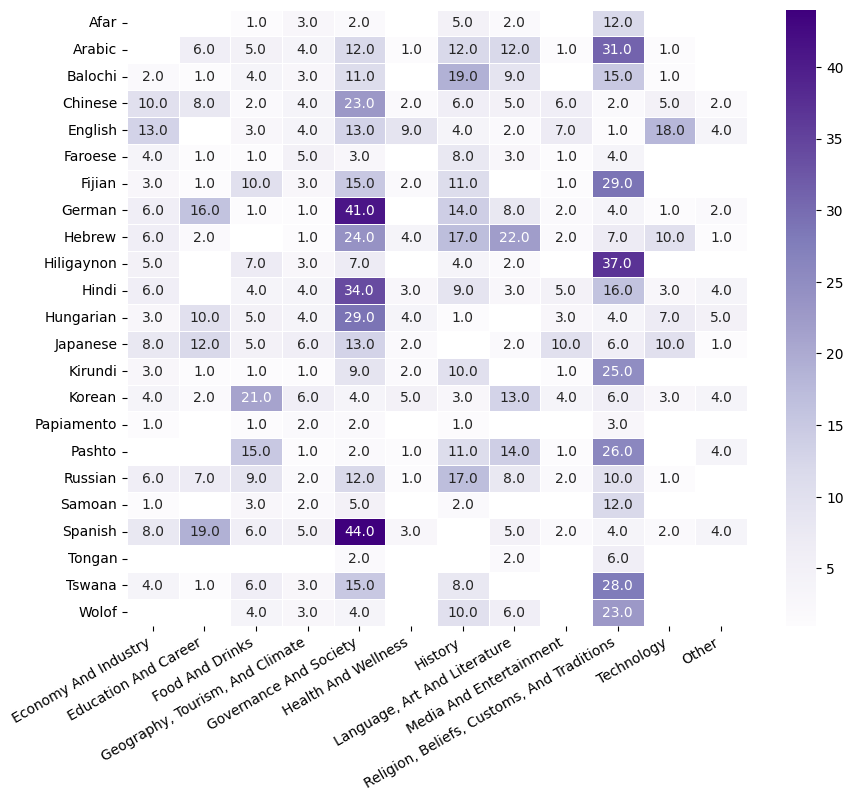 Afar 1.0 3.0 2.0 5.0 2.0 12.0
Arabic 6.0 5.0 4.0 12.0 1.0 12.0 12.0 1.0 31.0 1.0
Balochi 2.0 1.0 4.0 3.0 11.0 19.0 9.0 15.0 1.0
Chinese 10.0 8.0 2.0 4.0 23.0 2.0 6.0 5.0 6.0 2.0 5.0 2.0
English 13.0 3.0 4.0 13.0 9.0 4.0 2.0 7.0 1.0 18.0 4.0
Faroese 4.0 1.0 1.0 5.0 3.0 8.0 3.0 1.0 4.0
Fijian 3.0 1.0 10.0 3.0 15.0 2.0 11.0 1.0 29.0
German 6.0 16.0 1.0 1.0 41.0 14.0 8.0 2.0 4.0 1.0 2.0
Hebrew 6.0 2.0 1.0 24.0 4.0 17.0 22.0 2.0 7.0 10.0 1.0
Hiligaynon 5.0 7.0 3.0 7.0 4.0 2.0 37.0
Hindi 6.0 4.0 4.0 34.0 3.0 9.0 3.0 5.0 16.0 3.0 4.0
Hungarian 3.0 10.0 5.0 4.0 29.0 4.0 1.0 3.0 4.0 7.0 5.0
Japanese 8.0 12.0 5.0 6.0 13.0 2.0 2.0 10.0 6.0 10.0 1.0
Kirundi 3.0 1.0 1.0 1.0 9.0 2.0 10.0 1.0 25.0
Korean 4.0 2.0 21.0 6.0 4.0 5.0 3.0 13.0 4.0 6.0 3.0 4.0
Papiamento 1.0 1.0 2.0 2.0 1.0 3.0
Pashto 15.0 1.0 2.0 1.0 11.0 14.0 1.0 26.0 4.0
Russian 6.0 7.0 9.0 2.0 12.0 1.0 17.0 8.0 2.0 10.0 1.0
Samoan 1.0 3.0 2.0 5.0 2.0 12.0
Spanish 8.0 19.0 6.0 5.0 44.0 3.0 5.0 2.0 4.0 2.0 4.0
Tongan 2.0 2.0 6.0
Tswana 4.0 1.0 6.0 3.0 15.0 8.0 28.0
Wolof 4.0 3.0 4.0 10.0 6.0 23.0
Economy And Industry
Education And Career
Food And Drinks
Geography, Tourism, And Climate
Governance And Society
Health And Wellness
History
Language, Art And Literature
Media And Entertainment
Religion, Beliefs, Customs, And Traditions
Technology
Other
40
35
30
25
20
15
10
5